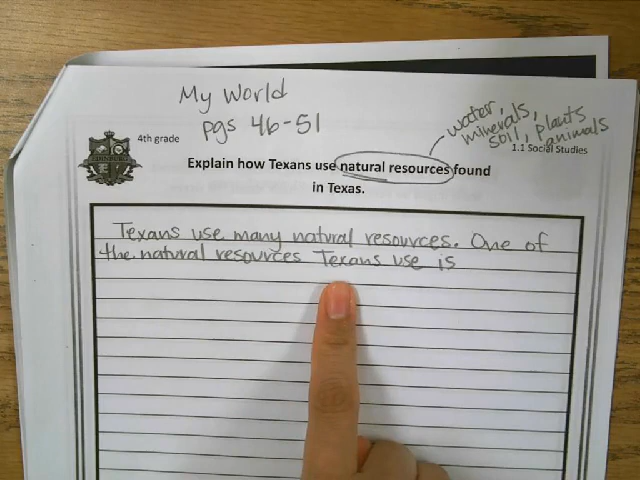 My World
pgs 46-51
water,
minerals,
soil, plants
animals
4th grade
EDINBURG
1.1 Social Studies
Explain how Texans use natural resources found
in Texas.
Texans use many natural resources. One of
the natural resources Texans use is